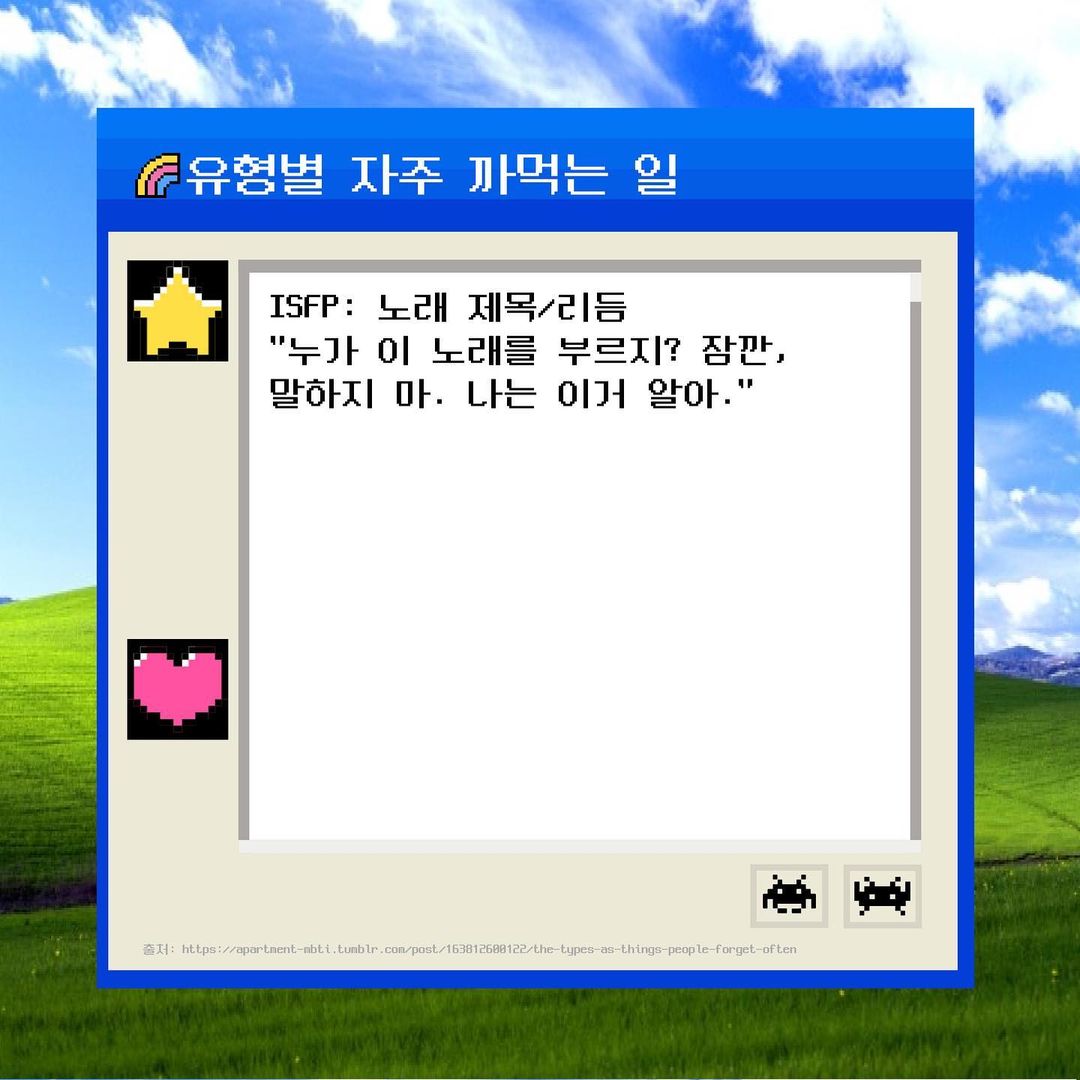 유형별 자주 까먹는 일
ISFP: 노래 제목/리듬
"누가 이 노래를 부르지? 잠깐,
말하지 마. 나는 이거 알아."
출처: https://apartment-mbti.tumblr.com/post/163812600122/the-types-as-things-people-forget-often